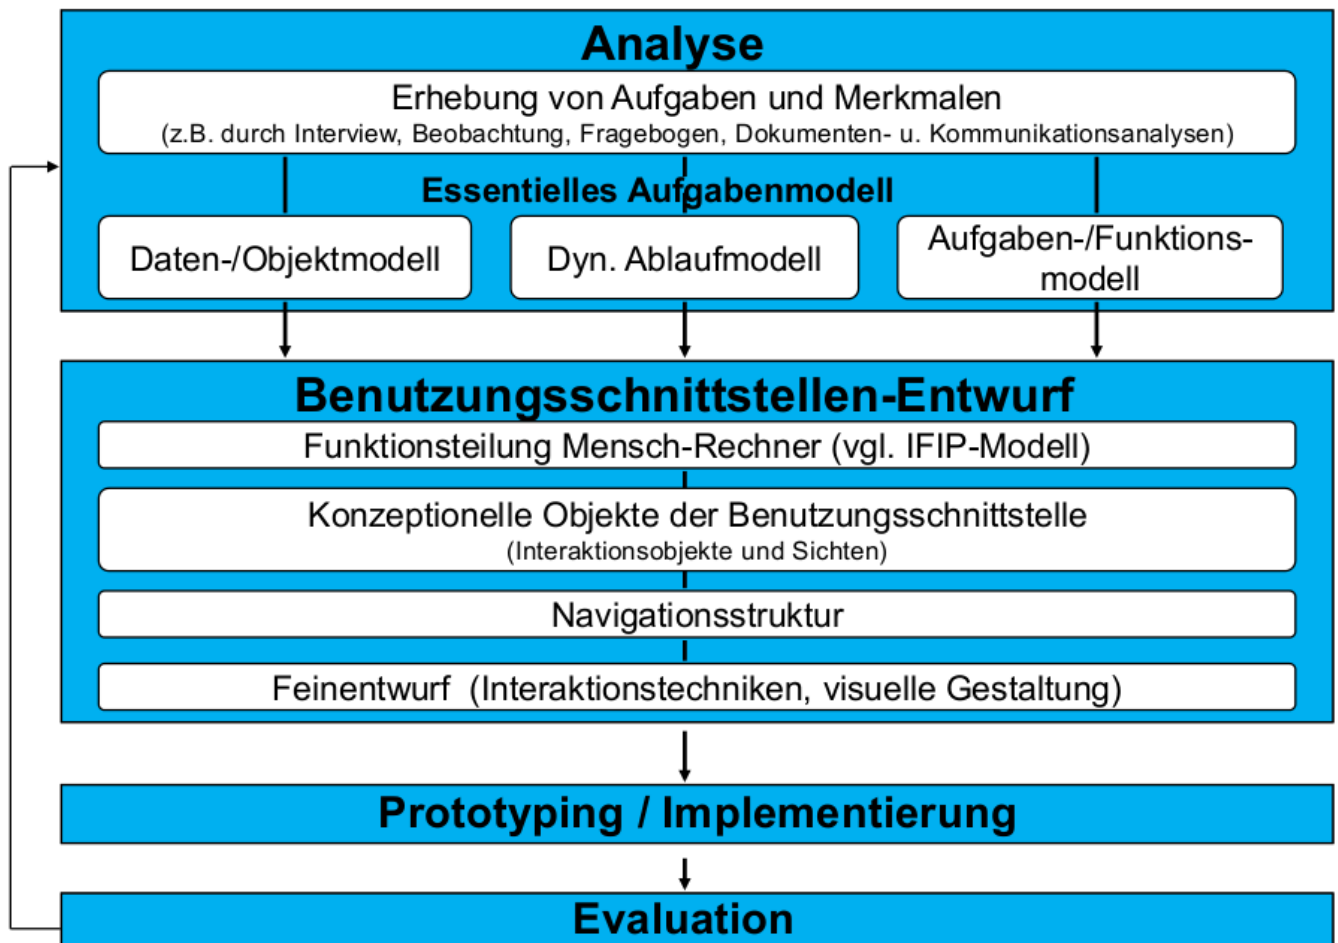 Analyse
Erhebung von Aufgaben und Merkmalen
(z.B. durch Interview, Beobachtung, Fragebogen, Dokumenten- u. Kommunikationsanalysen)
Essentielles Aufgabenmodell
Daten-/Objektmodell
Dyn. Ablaufmodell
Aufgaben-/Funktions-
modell
Benutzungsschnittstellen-Entwurf
Funktionsteilung Mensch-Rechner (vgl. IFIP-Modell)
Konzeptionelle Objekte der Benutzungsschnittstelle
(Interaktionsobjekte und Sichten)
Navigationsstruktur
Feinentwurf (Interaktionstechniken, visuelle Gestaltung)
Prototyping / Implementierung
Evaluation